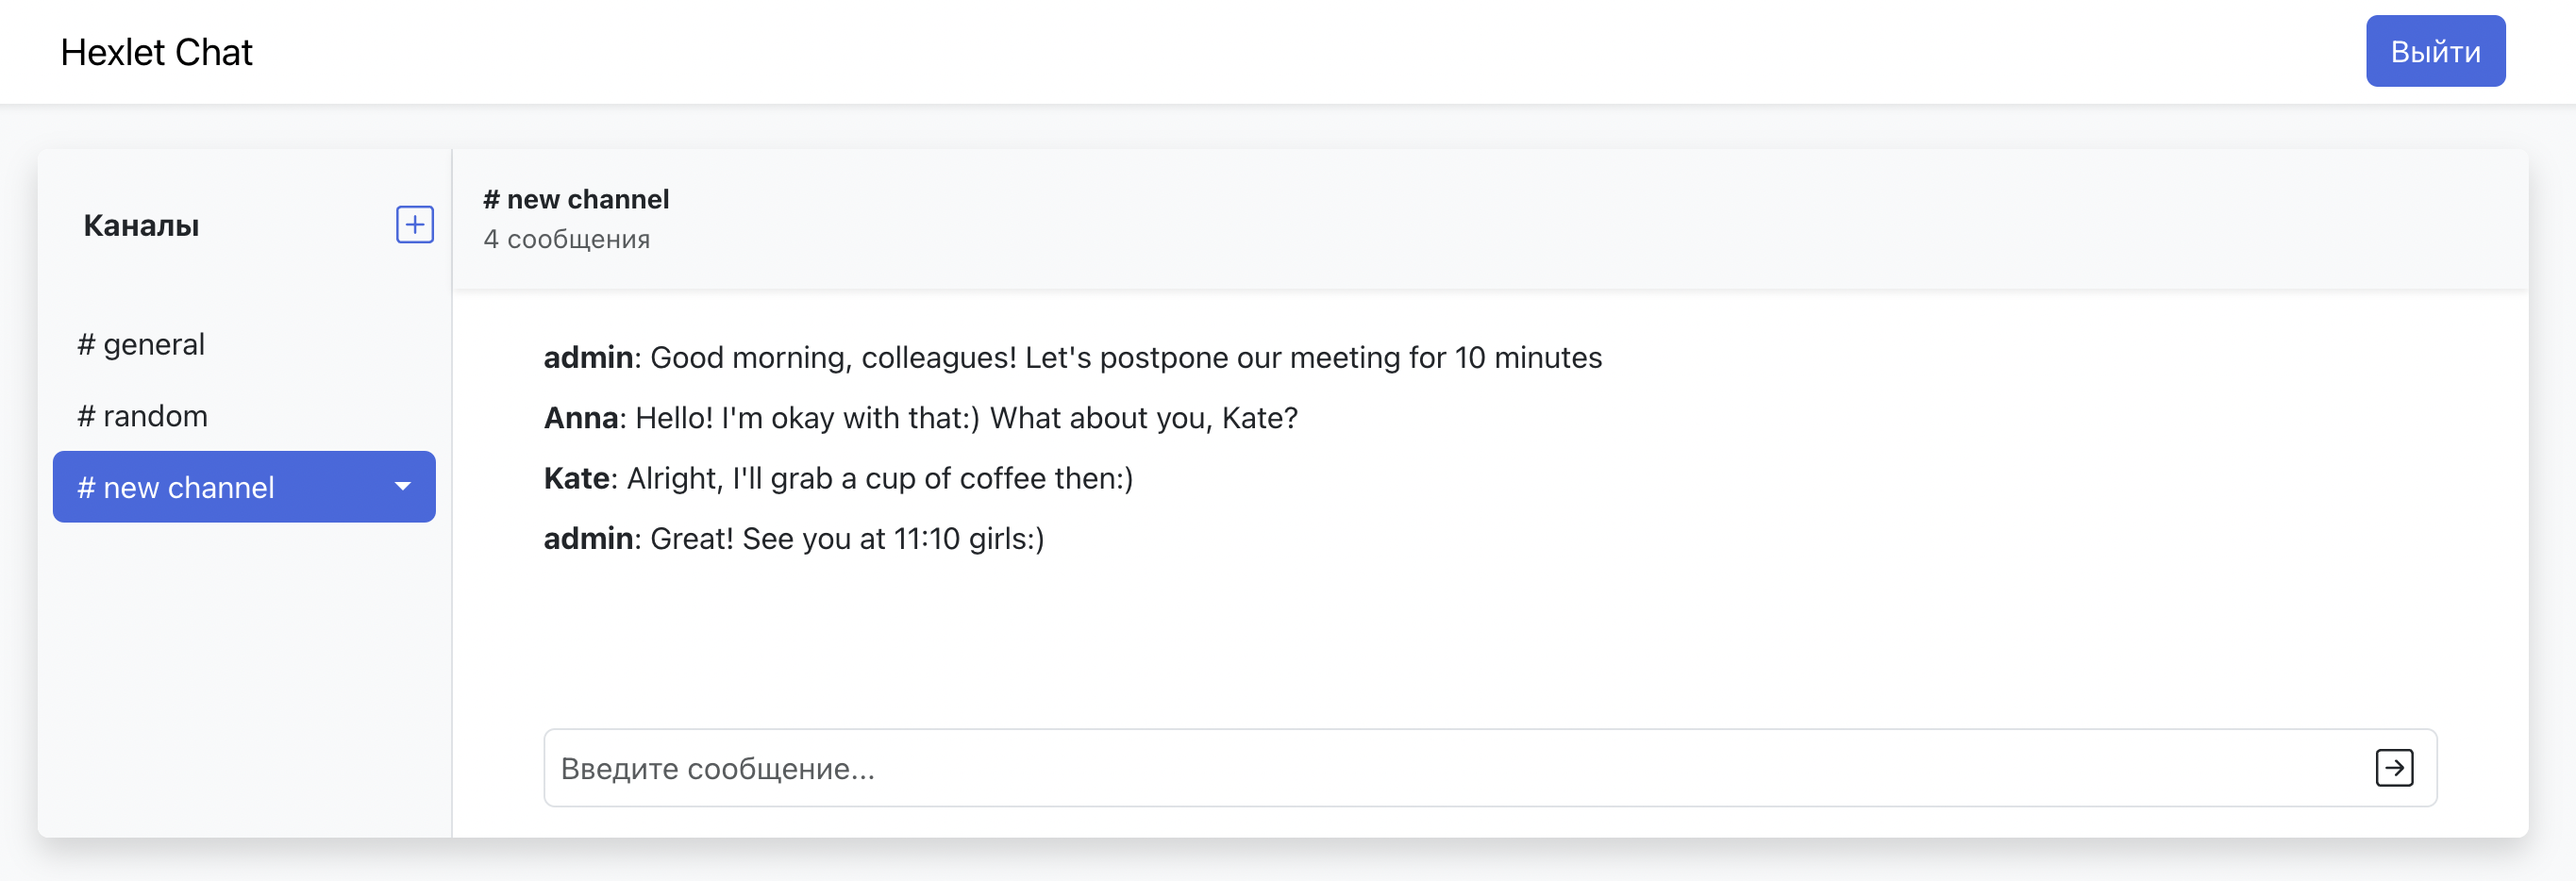 Hexlet Chat
Выйти
Каналы
# general
# random
# new channel
# new channel
4 сообщения
admin: Good morning, colleagues! Let's postpone our meeting for 10 minutes
Anna: Hello! I'm okay with that:) What about you, Kate?
Kate: Alright, I'll grab a cup of coffee then:)
admin: Great! See you at 11:10 girls:)
Введите сообщение...